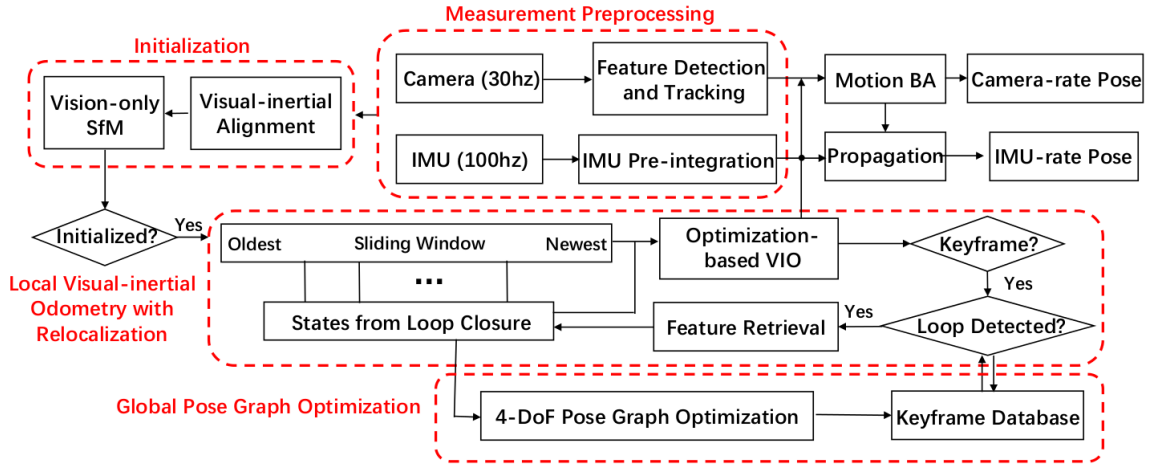 Measurement Preprocessing
Initialization
Camera (30hz)
Feature Detection
and Tracking
Motion BA
Camera-rate Pose
Vision-only
SfM
Visual-inertial
Alignment
IMU (100hz)
IMU Pre-integration
Propagation
IMU-rate Pose
Initialized?
Yes
Oldest
Sliding Window
Newest
Optimization-
based VIO
Keyframe?
...
Yes
Local Visual-inertial
Odometry with
Relocalization
States from Loop Closure
Feature Retrieval
Yes
Loop Detected?
Global Pose Graph Optimization
4-DoF Pose Graph Optimization
Keyframe Database